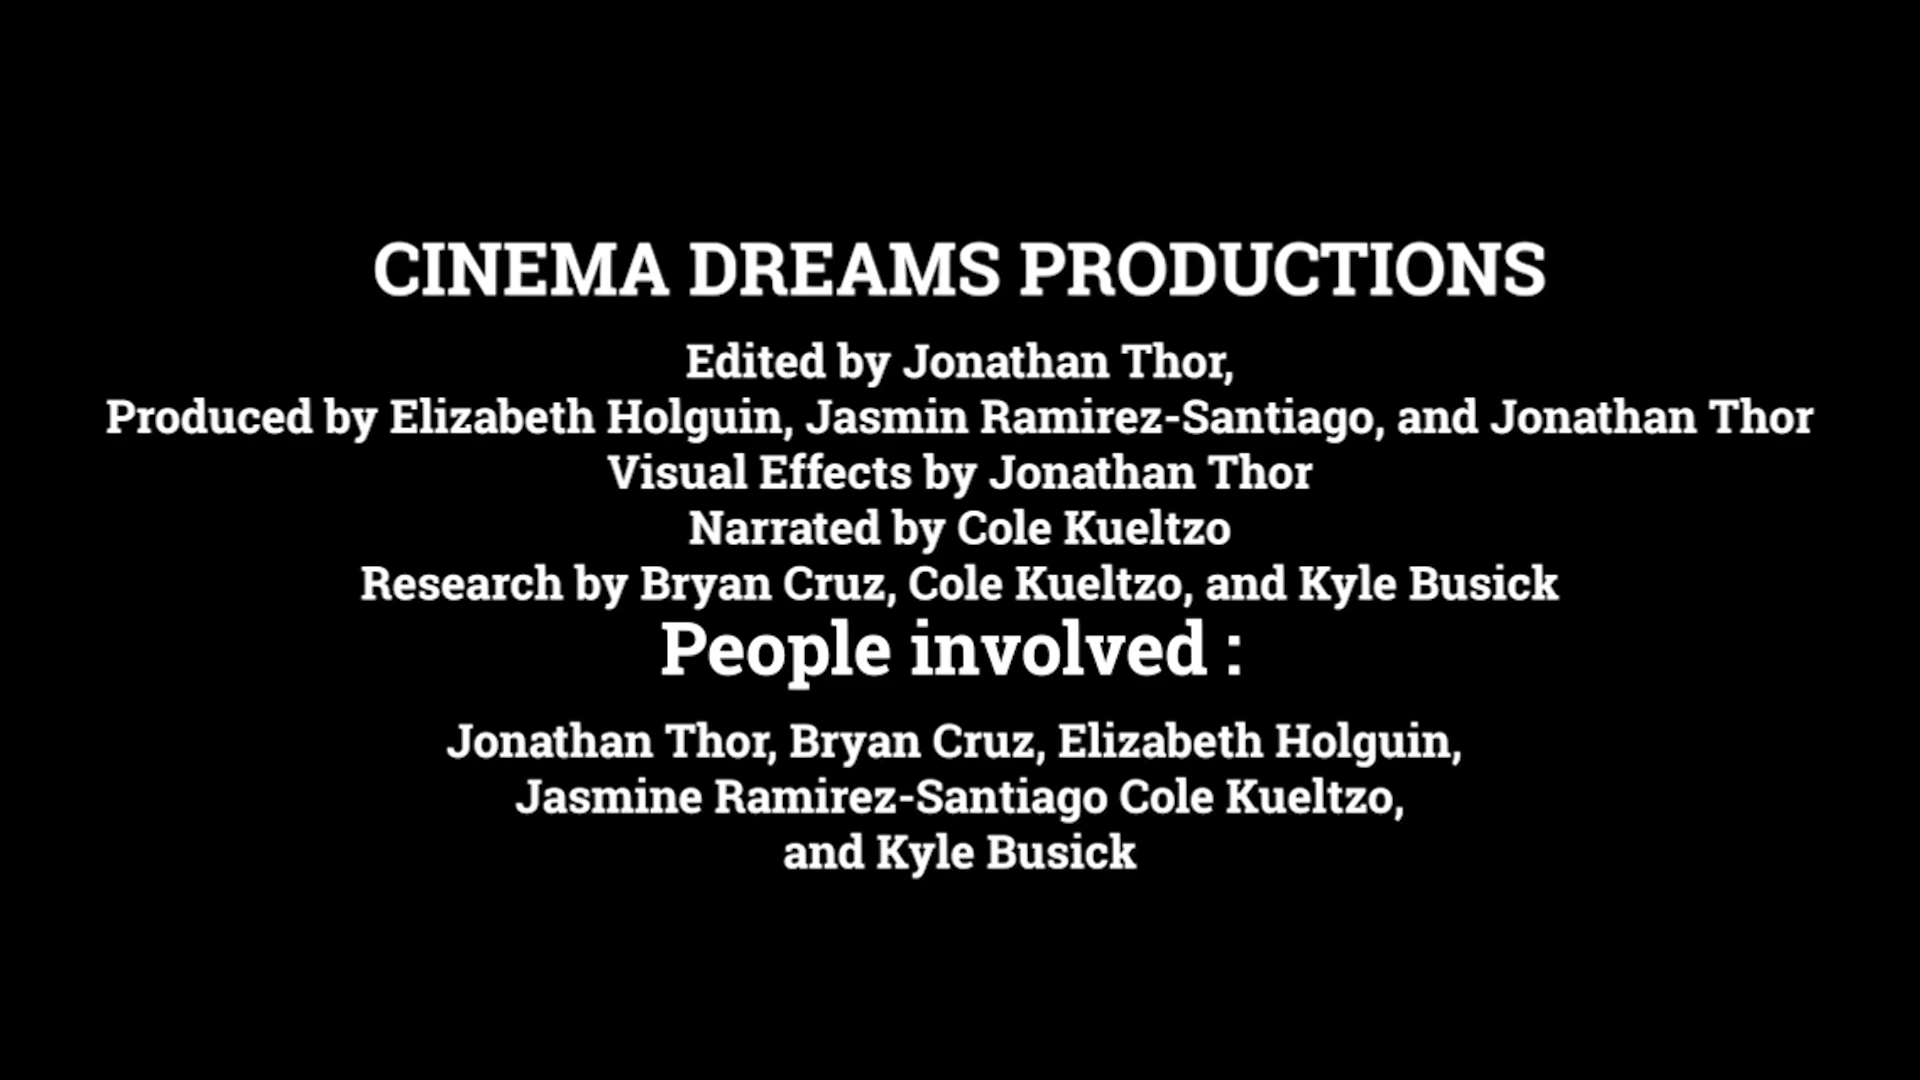 CINEMA DREAMS PRODUCTIONS
Edited by Jonathan Thor,
Produced by Elizabeth Holguin, Jasmin Ramirez-Santiago, and Jonathan Thor
Visual Effects by Jonathan Thor
Narrated by Cole Kueltzo
Research by Bryan Cruz, Cole Kueltzo, and Kyle Busick
People involved :
Jonathan Thor, Bryan Cruz, Elizabeth Holguin,
Jasmine Ramirez-Santiago Cole Kueltzo,
and Kyle Busick